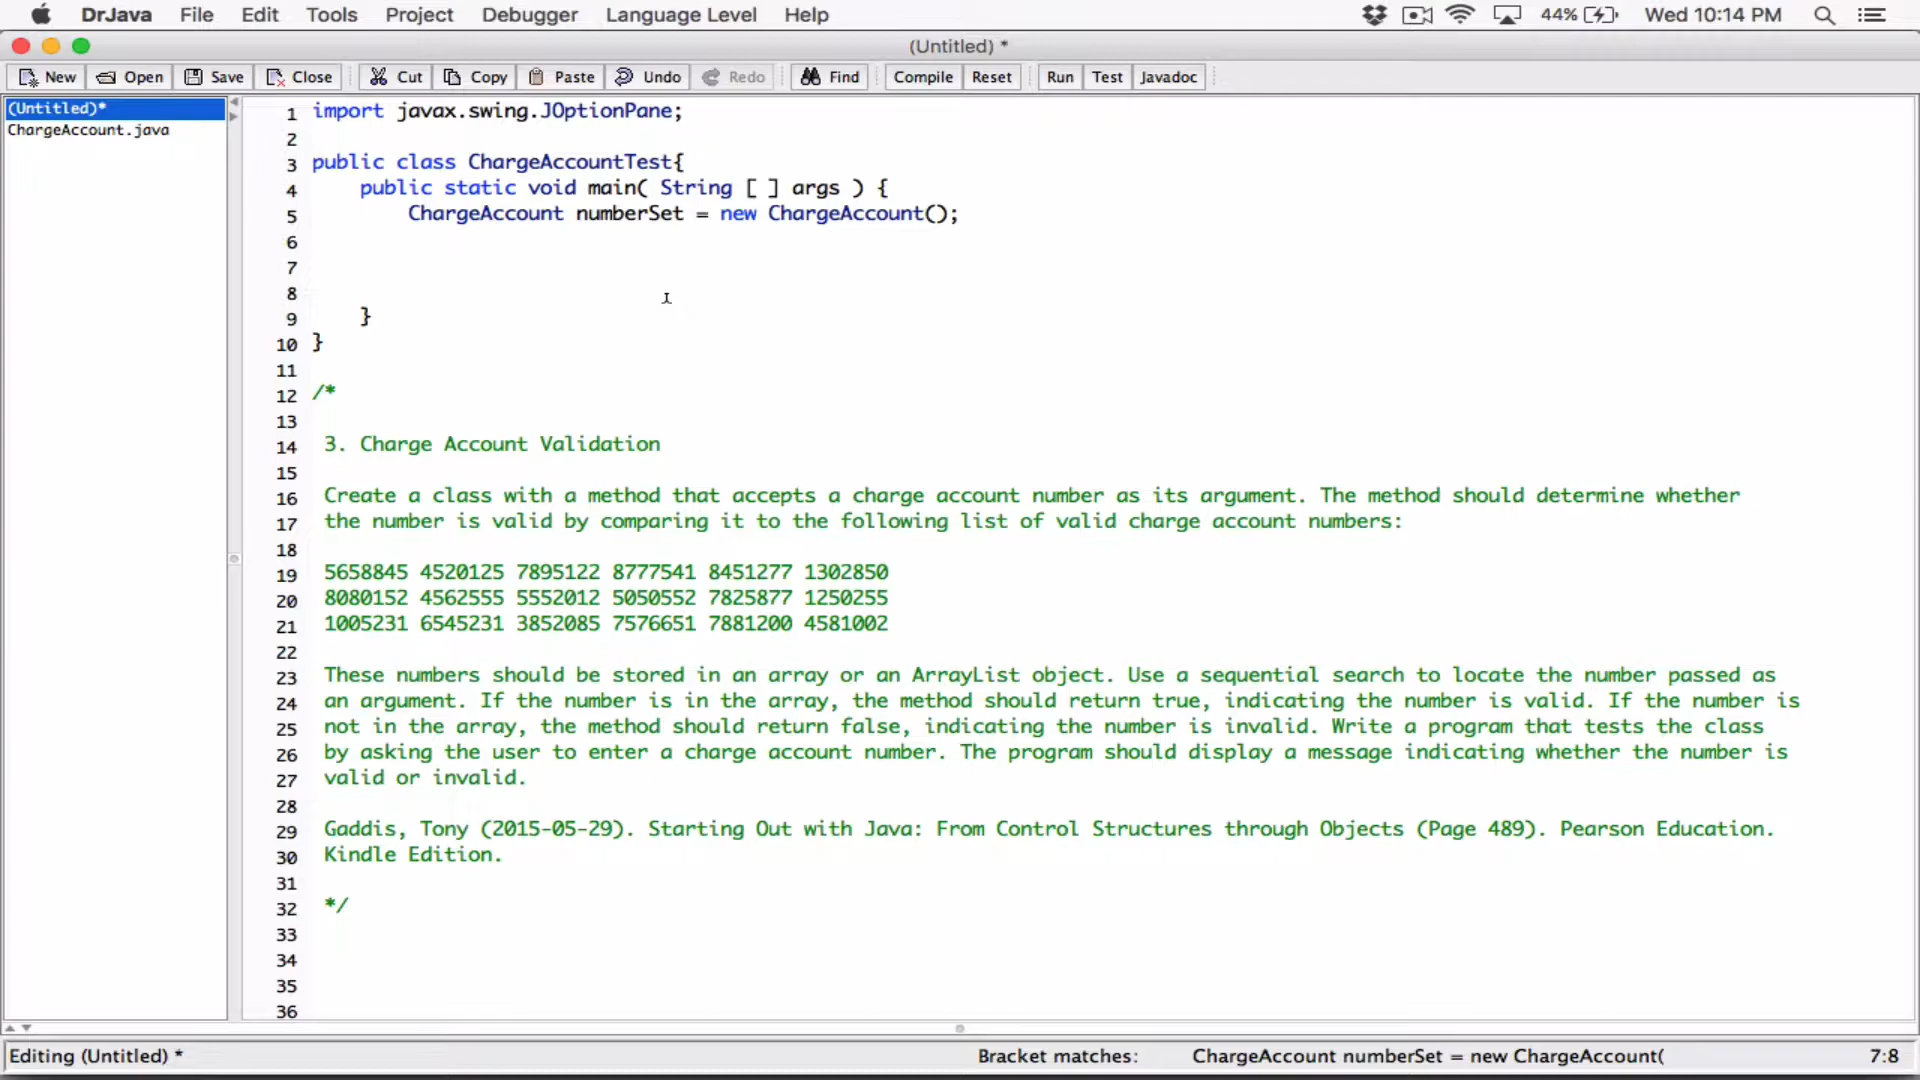 DrJava File Edit Tools Project Debugger Language Level Help 44% Wed 10:14 PM
(Untitled) *
New Open Save Close Cut Copy Paste Undo Redo Find Compile Reset Run Test Javadoc
(Untitled)*
ChargeAccount.java
1 import javax.swing.JOptionPane;
2
3 public class ChargeAccountTest{
4 public static void main( String [ ] args ) {
5 ChargeAccount numberSet = new ChargeAccount();
6
7
8
9 }
10 }
11
12 /*
13
14 3. Charge Account Validation
15
16 Create a class with a method that accepts a charge account number as its argument. The method should determine whether
17 the number is valid by comparing it to the following list of valid charge account numbers:
18
19 5658845 4520125 7895122 8777541 8451277 1302850
20 8080152 4562555 5552012 5050552 7825877 1250255
21 1005231 6545231 3852085 7576651 7881200 4581002
22
23 These numbers should be stored in an array or an ArrayList object. Use a sequential search to locate the number passed as
24 an argument. If the number is in the array, the method should return true, indicating the number is valid. If the number is
25 not in the array, the method should return false, indicating the number is invalid. Write a program that tests the class
26 by asking the user to enter a charge account number. The program should display a message indicating whether the number is
27 valid or invalid.
28
29 Gaddis, Tony (2015-05-29). Starting Out with Java: From Control Structures through Objects (Page 489). Pearson Education.
30 Kindle Edition.
31
32 */
33
34
35
36
Editing (Untitled) * Bracket matches: ChargeAccount numberSet = new ChargeAccount( 7:8